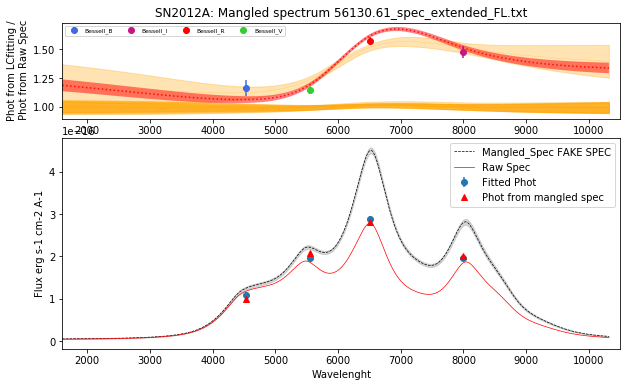 SN2012A: Mangled spectrum 56130.61_spec_extended_FL.txt
Phot from LCfitting /
Phot from Raw Spec
1.50
1.25
1.00
Bessell_B
Bessell_I
Bessell_R
Bessell_V
2000 3000 4000 5000 6000 7000 8000 9000 10000
1e−16
Flux erg s-1 cm-2 A-1
4
3
2
1
0
Mangled_Spec FAKE SPEC
Raw Spec
Fitted Phot
Phot from mangled spec
2000 3000 4000 5000 6000 7000 8000 9000 10000
Wavelenght